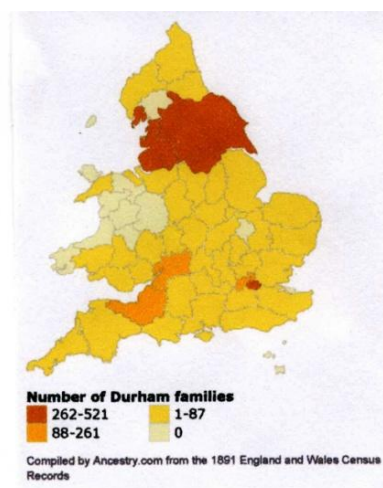 Number of Durham families
262-521 1-87
88-261 0
Compiled by Ancestry.com from the 1891 England and Wales Census
Records